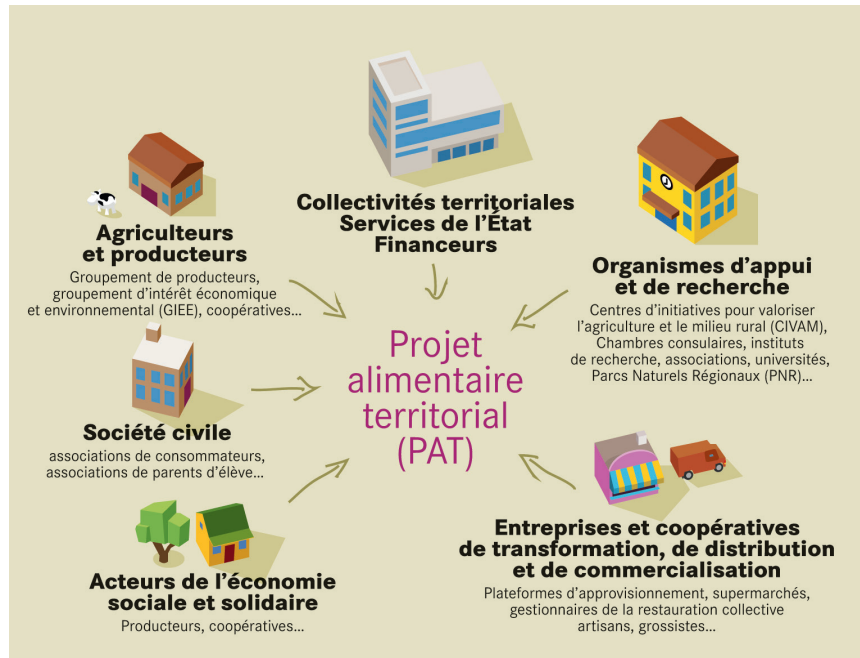 Collectivités territoriales
Services de l'État
Financeurs
Agriculteurs
et producteurs
Groupement de producteurs,
groupement d'intérêt économique
et environnemental (GIEE), coopératives...
Organismes d'appui
et de recherche
Centres d'initiatives pour valoriser
l'agriculture et le milieu rural (CIVAM),
Chambres consulaires, instituts
de recherche, associations, universités,
Parcs Naturels Régionaux (PNR)...
Projet
alimentaire
territorial
(PAT)
Société civile
associations de consommateurs,
associations de parents d'élève...
Acteurs de l'économie
sociale et solidaire
Producteurs, coopératives...
Entreprises et coopératives
de transformation, de distribution
et de commercialisation
Plateformes d'approvisionnement, supermarchés,
gestionnaires de la restauration collective
artisans, grossistes...